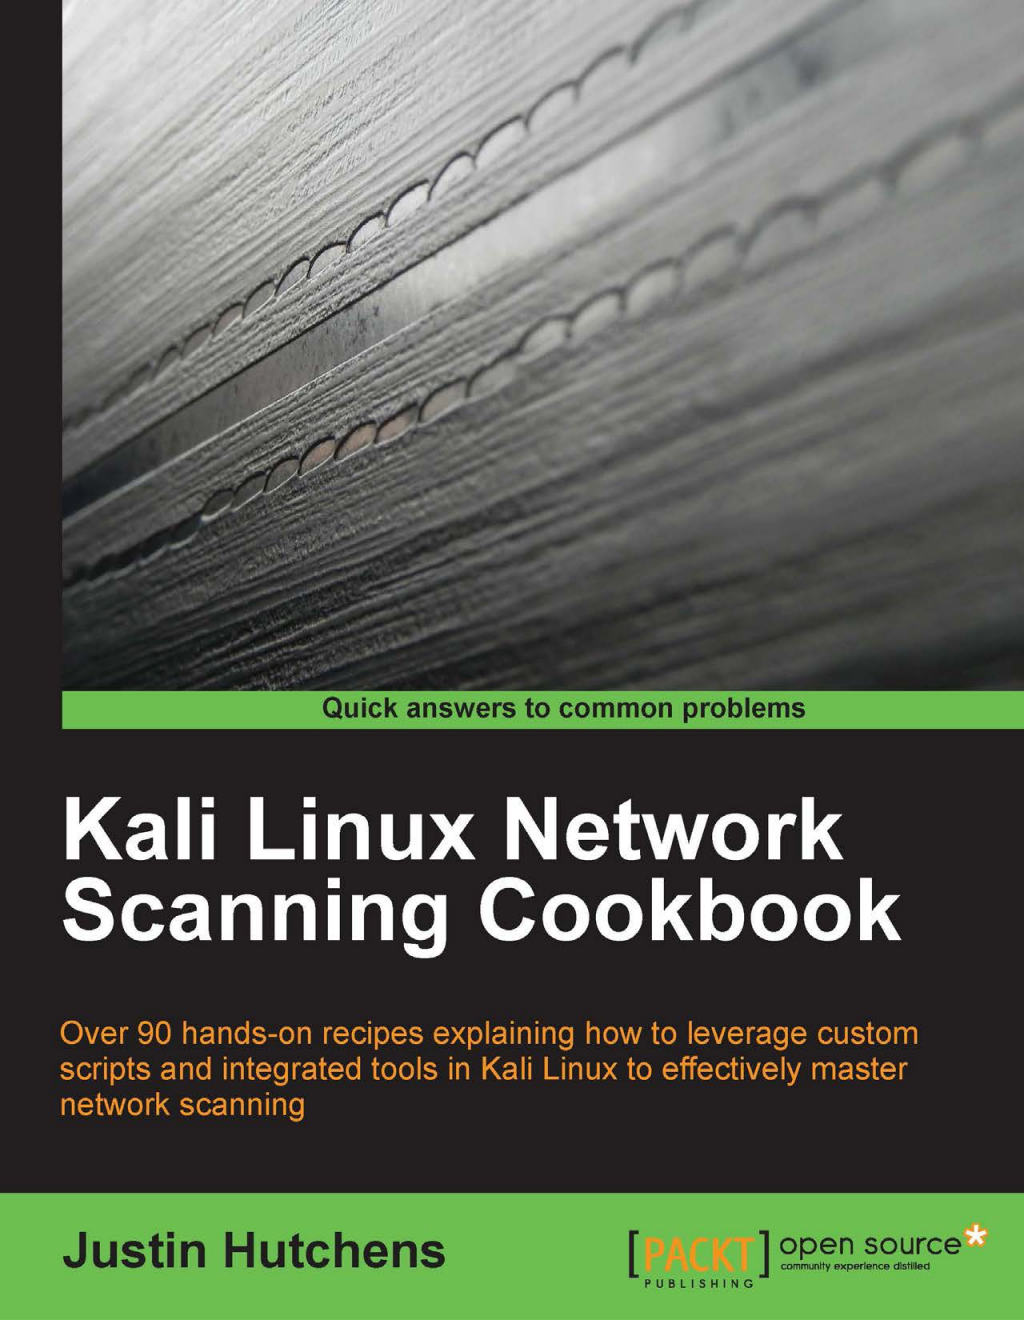 Quick answers to common problems
Kali Linux Network
Scanning Cookbook
Over 90 hands-on recipes explaining how to leverage custom
scripts and integrated tools in Kali Linux to effectively master
network scanning
Justin Hutchens
[PACKT]
PUBLISHING
open source*
community experience distilled